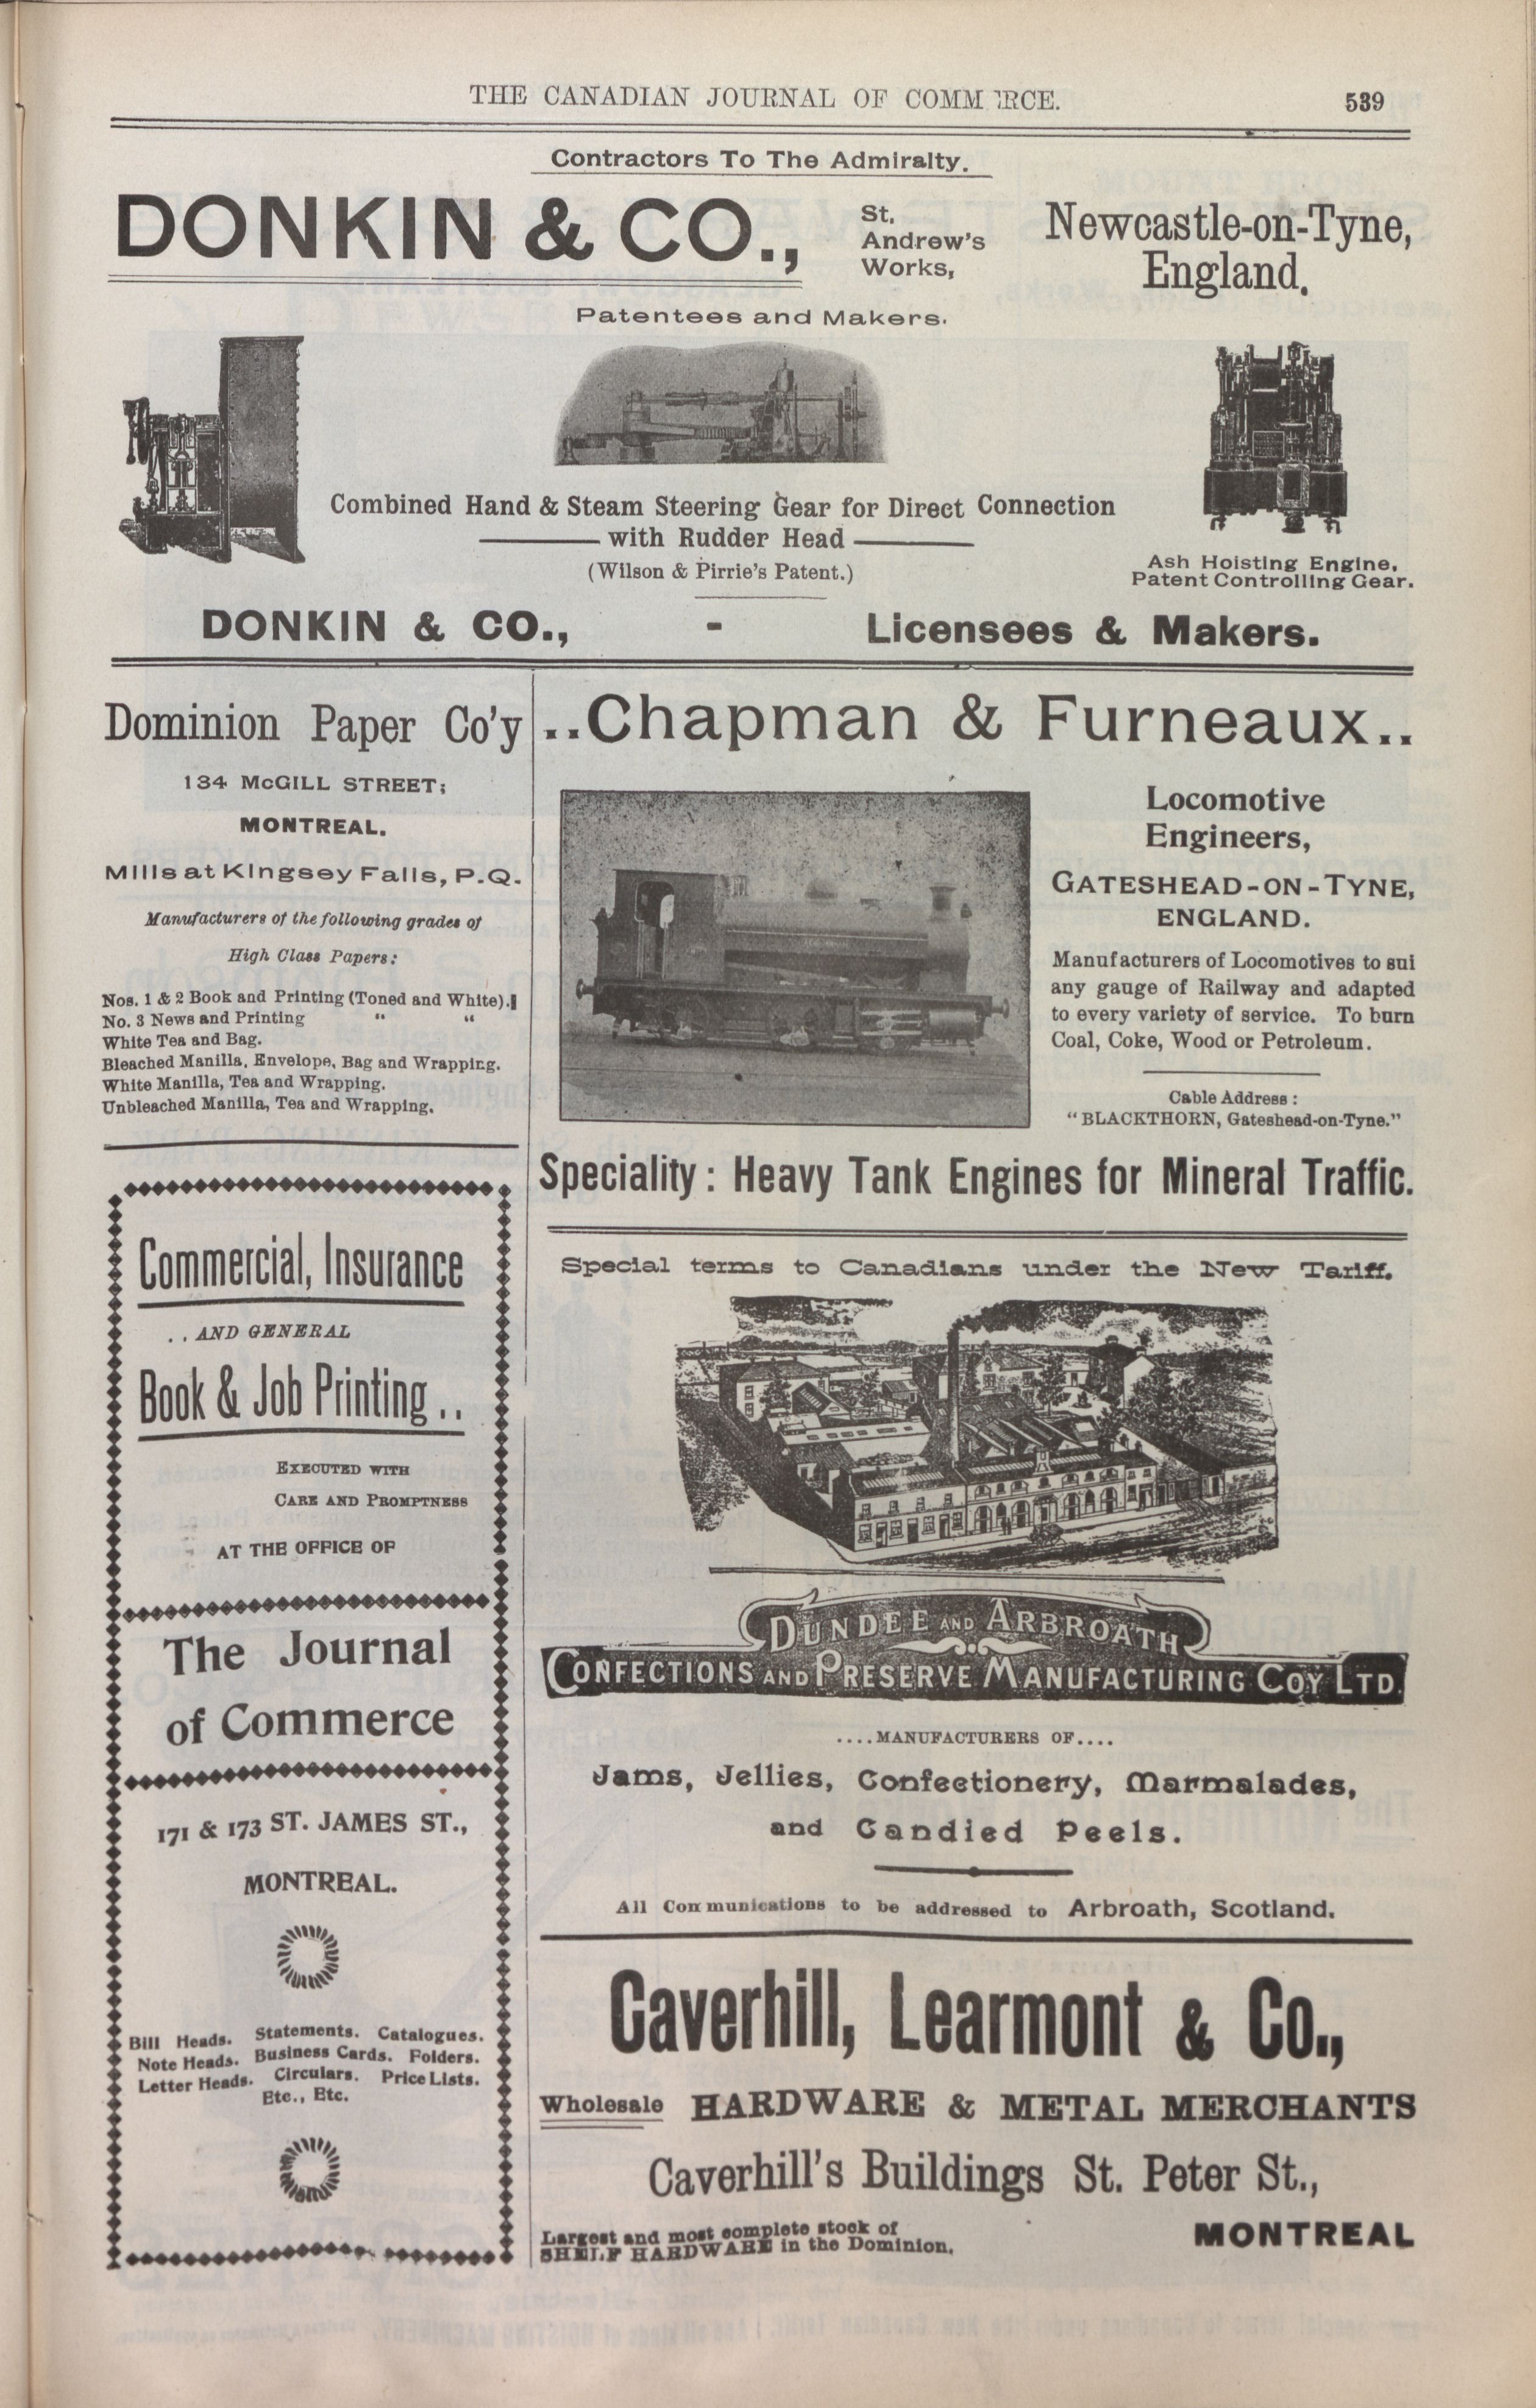 THE CANADIAN JOURNAL OF COMM RCE.
539
Contractors To The Admiralty.
DONKIN & CO.,
St.
Andrew's
Works,
Newcastle-on-Tyne,
England.
Patentees and Makers.
Combined Hand & Steam Steering Gear for Direct Connection
with Rudder Head
(Wilson & Pirrie's Patent.)
Ash Hoisting Engine.
Patent Controlling Gear.
DONKIN & CO., - Licensees & Makers.
Dominion Paper Co'y
134 McGILL STREET;
MONTREAL.
Mills at Kingsey Falls, P.Q.
Manufacturers of the following grades of
High Class Papers:
Nos. 1 & 2 Book and Printing (Toned and White).
No. 3 News and Printing " "
White Tea and Bag.
Bleached Manilla, Envelope, Bag and Wrapping.
White Manilla, Tea and Wrapping.
Unbleached Manilla, Tea and Wrapping.
Commercial, Insurance
. . AND GENERAL
Book & Job Printing . .
EXECUTED WITH
CARE AND PROMPTNESS
AT THE OFFICE OF
The Journal
of Commerce
171 & 173 ST. JAMES ST.,
MONTREAL.
Bill Heads. Statements. Catalogues.
Note Heads. Business Cards. Folders.
Letter Heads. Circulars. Price Lists.
Etc., Etc.
..Chapman & Furneaux..
Locomotive
Engineers,
GATESHEAD-ON-TYNE,
ENGLAND.
Manufacturers of Locomotives to sui
any gauge of Railway and adapted
to every variety of service. To burn
Coal, Coke, Wood or Petroleum.
Cable Address :
"BLACKTHORN, Gateshead-on-Tyne."
Speciality : Heavy Tank Engines for Mineral Traffic.
Special terms to Canadians under the New Tariff.
DUNDEE AND ARBROATH
CONFECTIONS AND PRESERVE MANUFACTURING COY LTD.
....MANUFACTURERS OF....
Jams, Jellies, Confectionery, Marmalades,
and Candied Peels.
All Communications to be addressed to Arbroath, Scotland.
Caverhill, Learmont & Co.,
Wholesale HARDWARE & METAL MERCHANTS
Caverhill's Buildings St. Peter St.,
Largest and most complete stock of
SHELF HARDWARE in the Dominion.
MONTREAL